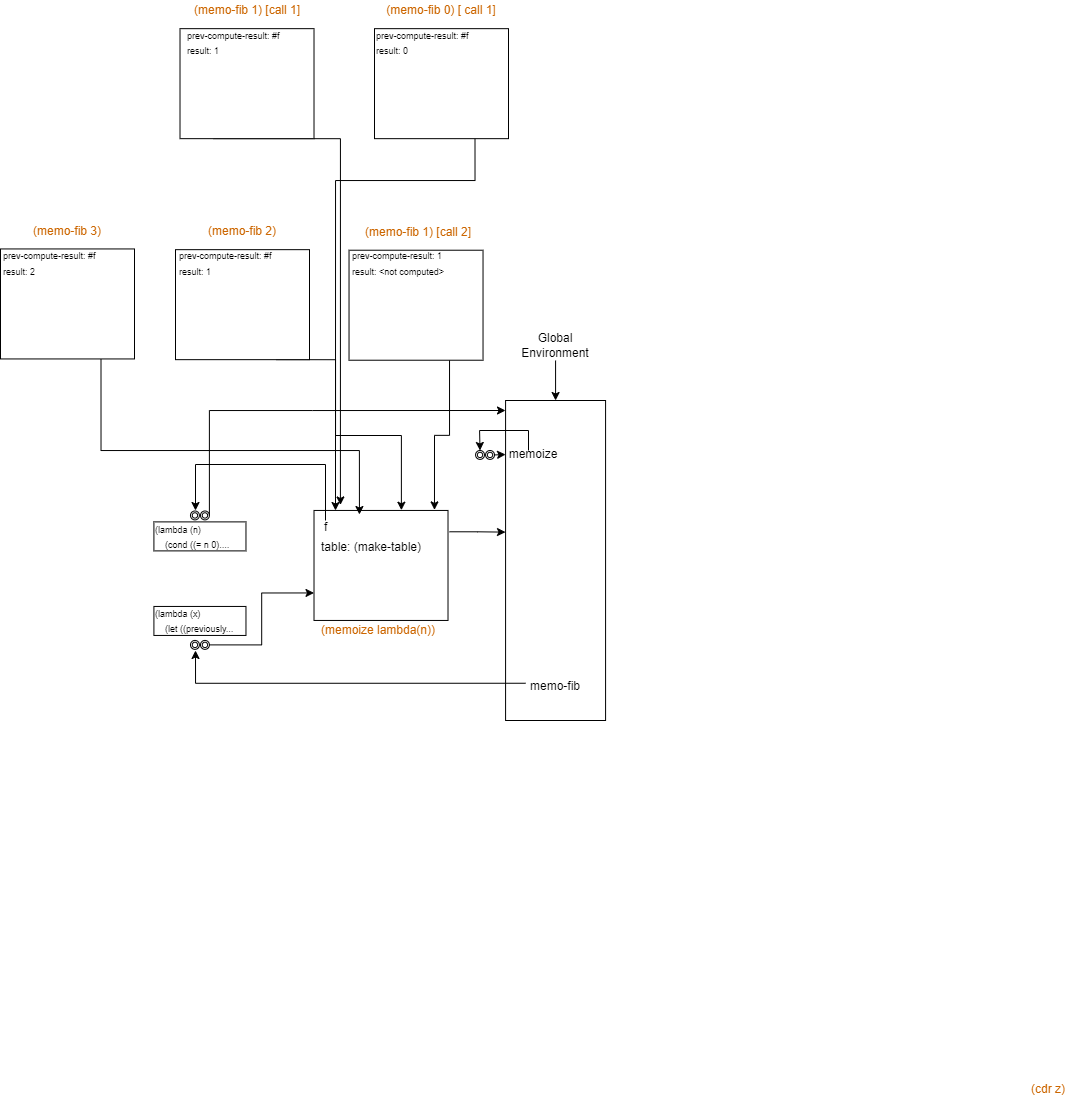 (memo-fib 1) [call 1]
(memo-fib 0) [ call 1]
prev-compute-result: #f
result: 1
prev-compute-result: #f
result: 0
(memo-fib 3)
(memo-fib 2)
(memo-fib 1) [call 2]
prev-compute-result: #f
result: 2
prev-compute-result: #f
result: 1
prev-compute-result: 1
result: <not computed>
Global
Environment
memoize
(lambda (n)
(cond ((= n 0)....
f
table: (make-table)
(lambda (x)
(let ((previously...
(memoize lambda(n))
memo-fib
(cdr z)